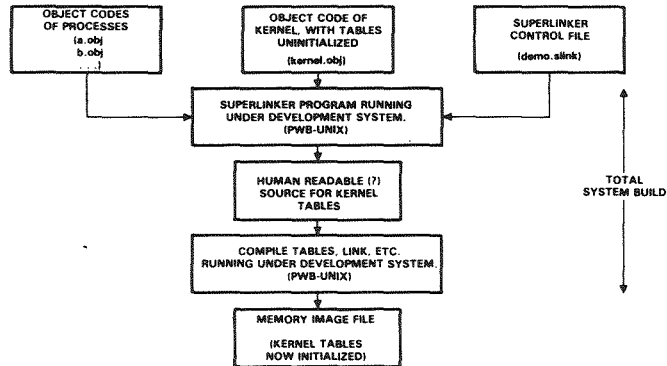 OBJECT CODES
OF PROCESSES
(a.obj
b.obj
. . .)
OBJECT CODE OF
KERNEL, WITH TABLES
UNINITIALIZED
(kernel.obj)
SUPERLINKER
CONTROL FILE
(demo.slink)
SUPERLINKER PROGRAM RUNNING
UNDER DEVELOPMENT SYSTEM.
(PWB-UNIX)
HUMAN READABLE (?)
SOURCE FOR KERNEL
TABLES
TOTAL
SYSTEM BUILD
COMPILE TABLES, LINK, ETC.
RUNNING UNDER DEVELOPMENT SYSTEM.
(PWB-UNIX)
MEMORY IMAGE FILE
(KERNEL TABLES
NOW INITIALIZED)